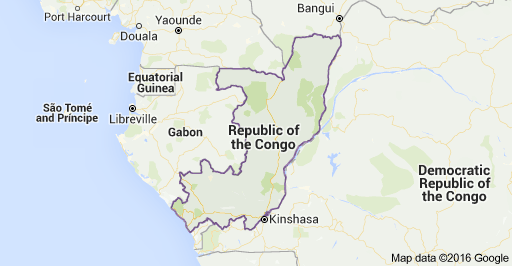 Bangui
Port Harcourt
Yaounde
Douala
Equatorial
Guinea
São Tomé
and Príncipe
Libreville
Gabon
Republic of
the Congo
Democratic
Republic of
the Congo
Kinshasa
Map data ©2016 Google